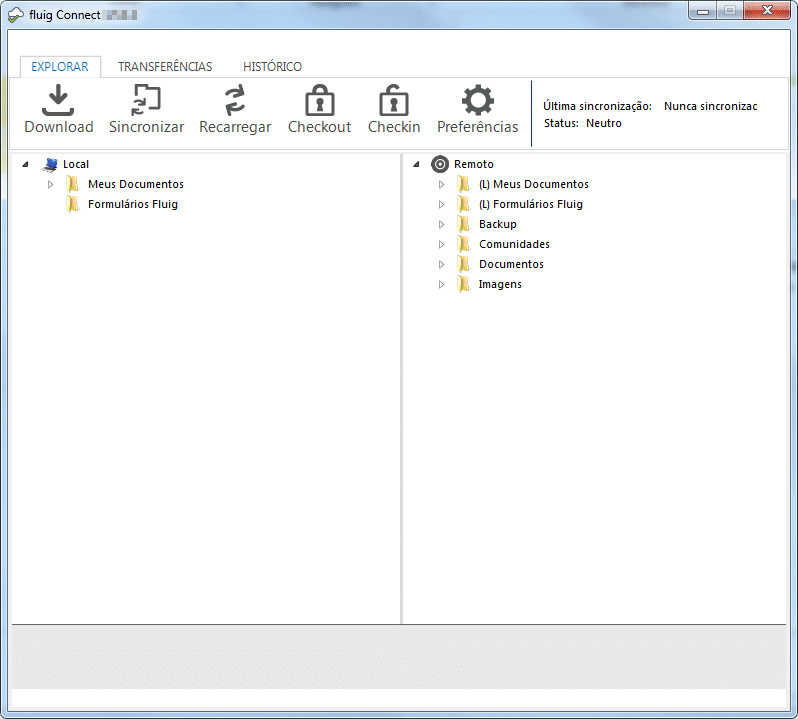 fluig Connect
EXPLORAR TRANSFERÊNCIAS HISTÓRICO
Download Sincronizar Recarregar Checkout Checkin Preferências
Última sincronização: Nunca sincronizac
Status: Neutro
Local
Meus Documentos
Formulários Fluig
Remoto
(L) Meus Documentos
(L) Formulários Fluig
Backup
Comunidades
Documentos
Imagens